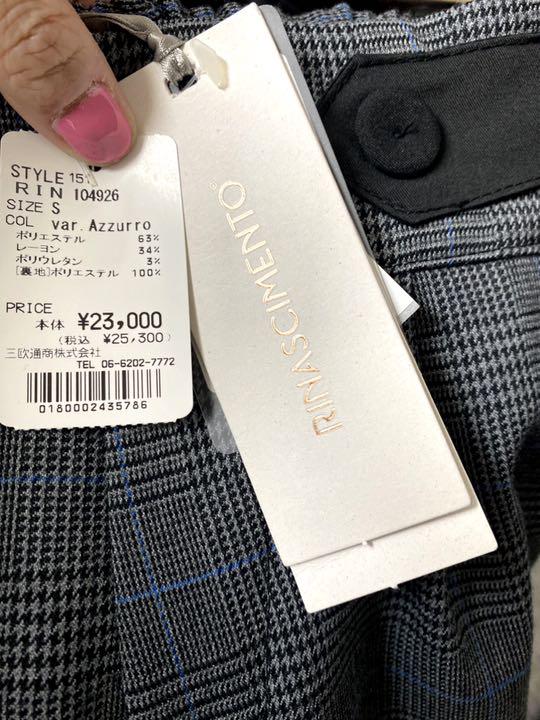 STYLE 15
RIN 104926
SIZE S
COL var.Azzurro
ポリエステル 63%
レーヨン 34%
ポリウレタン 3%
[裏地]ポリエステル 100%
PRICE
本体 ¥23,000
(税込 ¥25,300)
三欧通商株式会社
TEL 06-6202-7772
0180002435786
RINASCIMENTO®